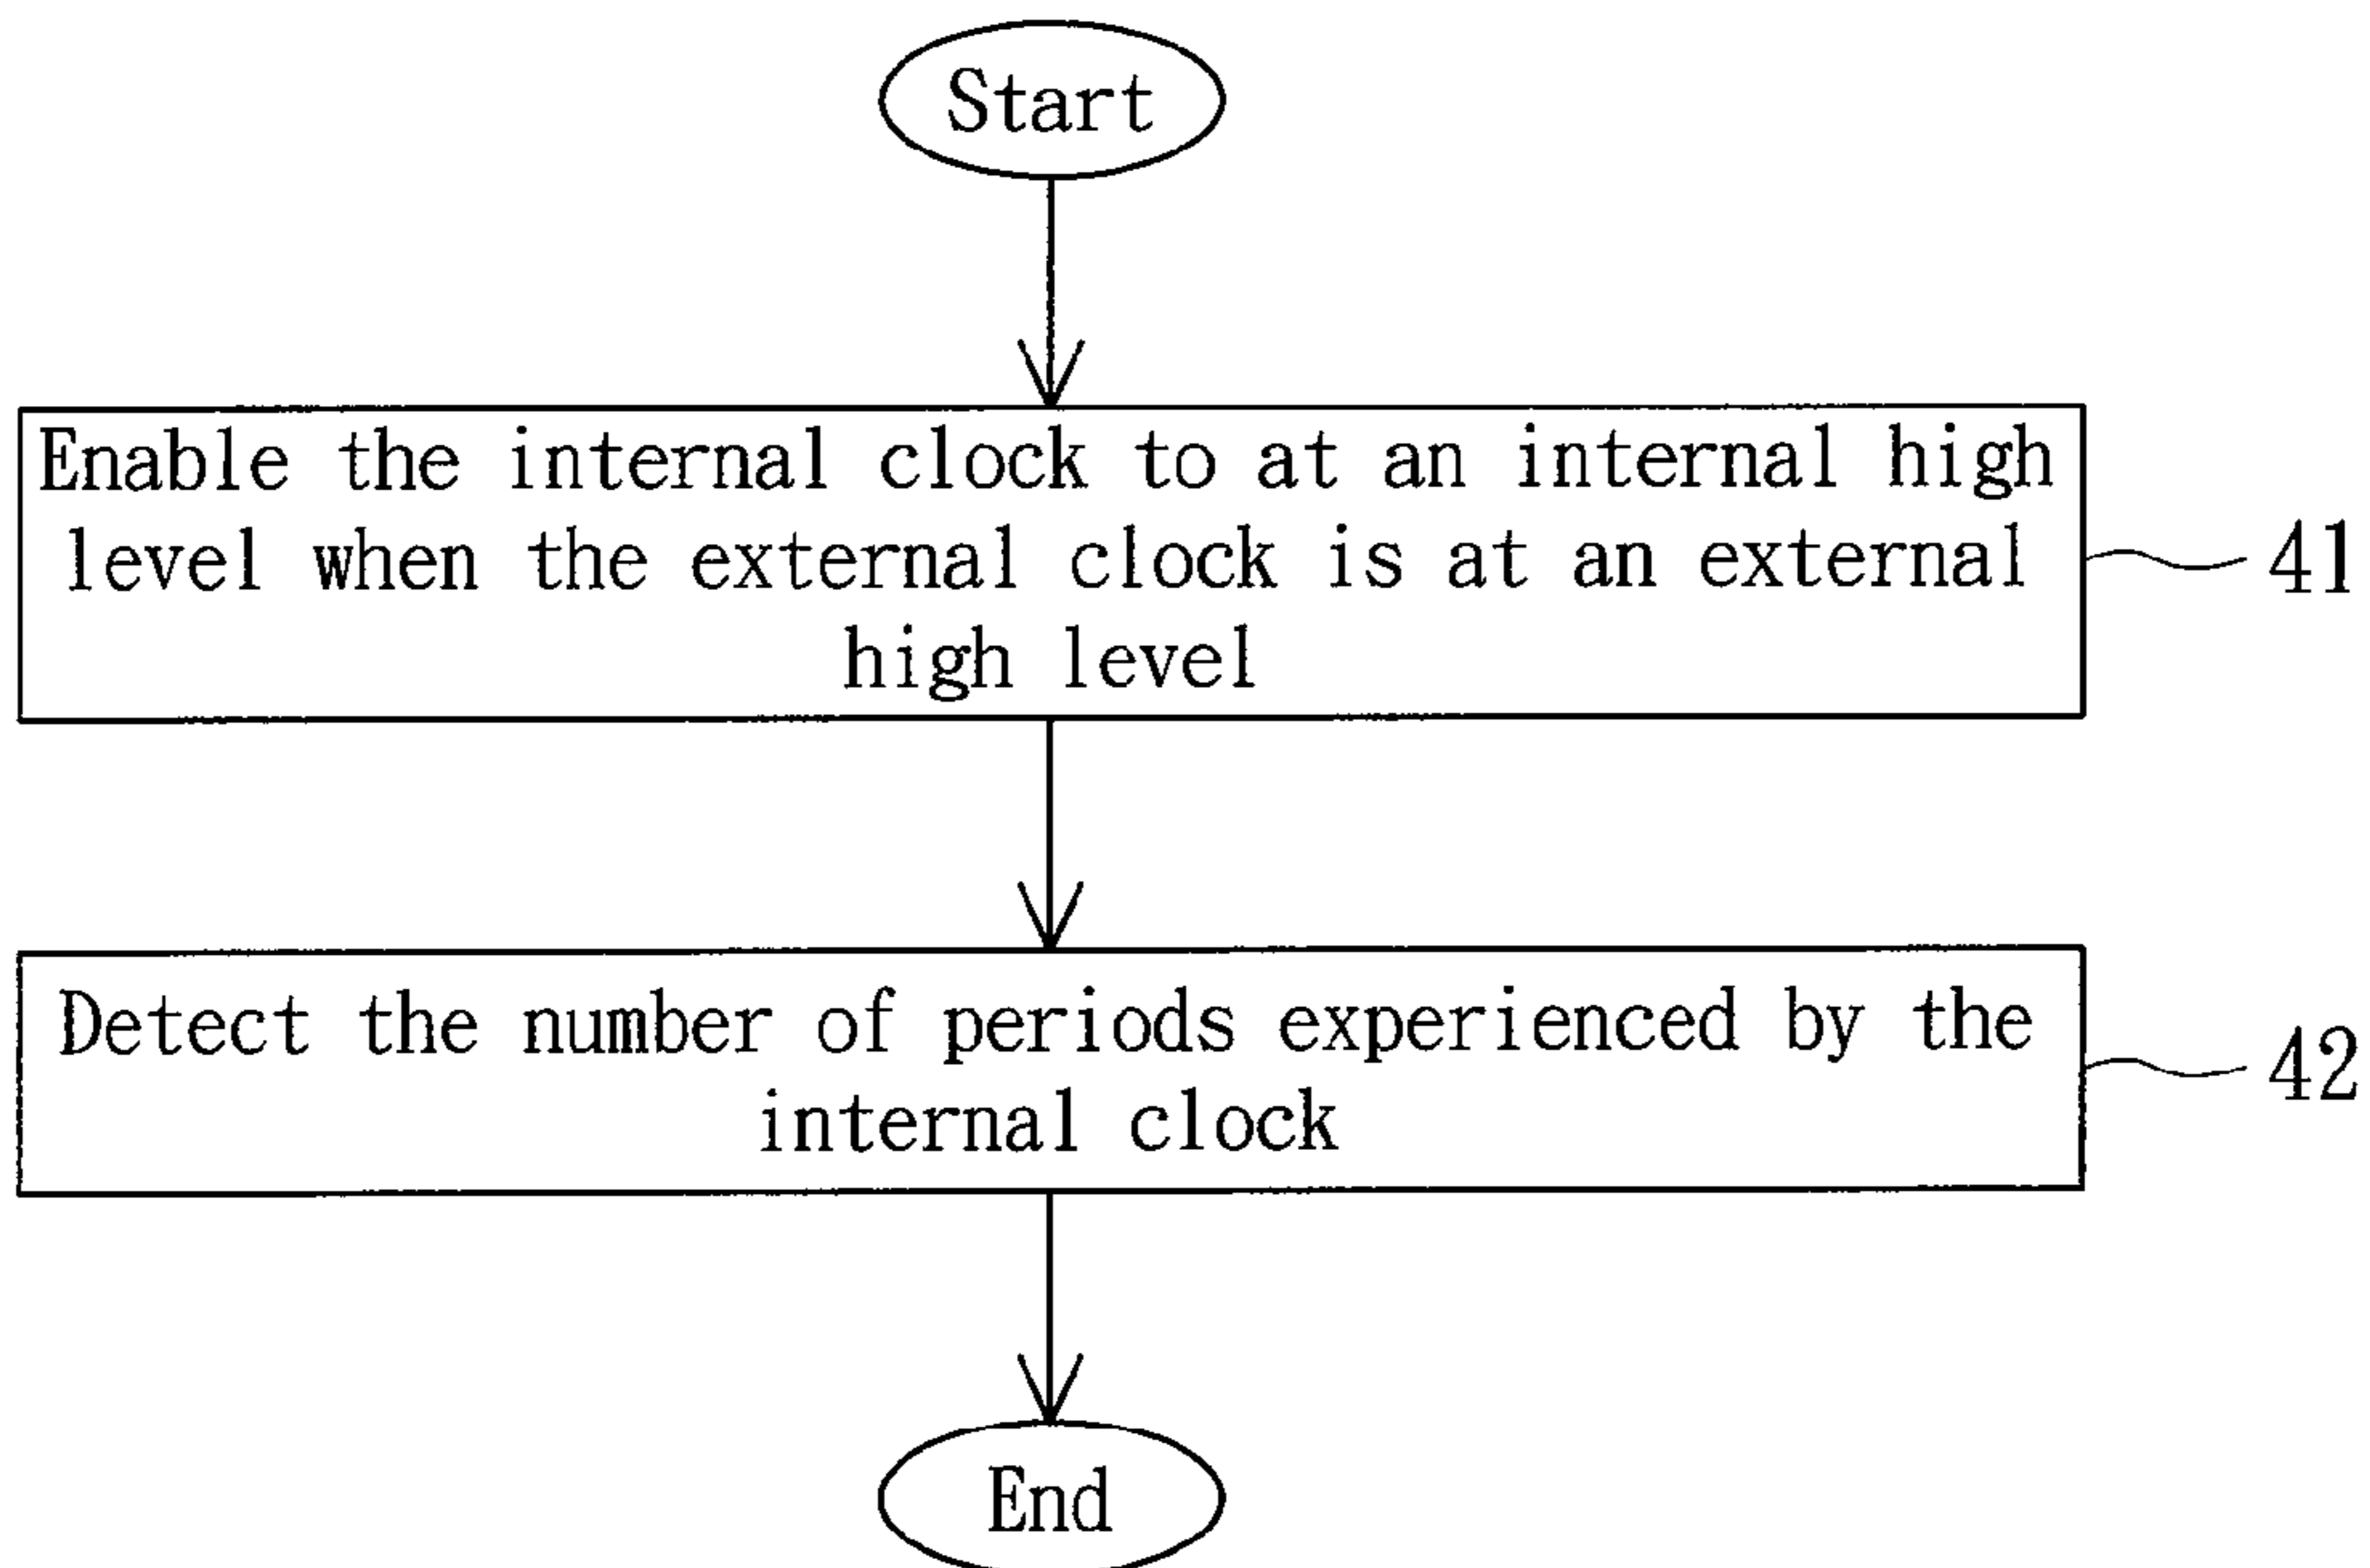 Start
Enable the internal clock to at an internal high
level when the external clock is at an external
high level
41
Detect the number of periods experienced by the
internal clock
42
End